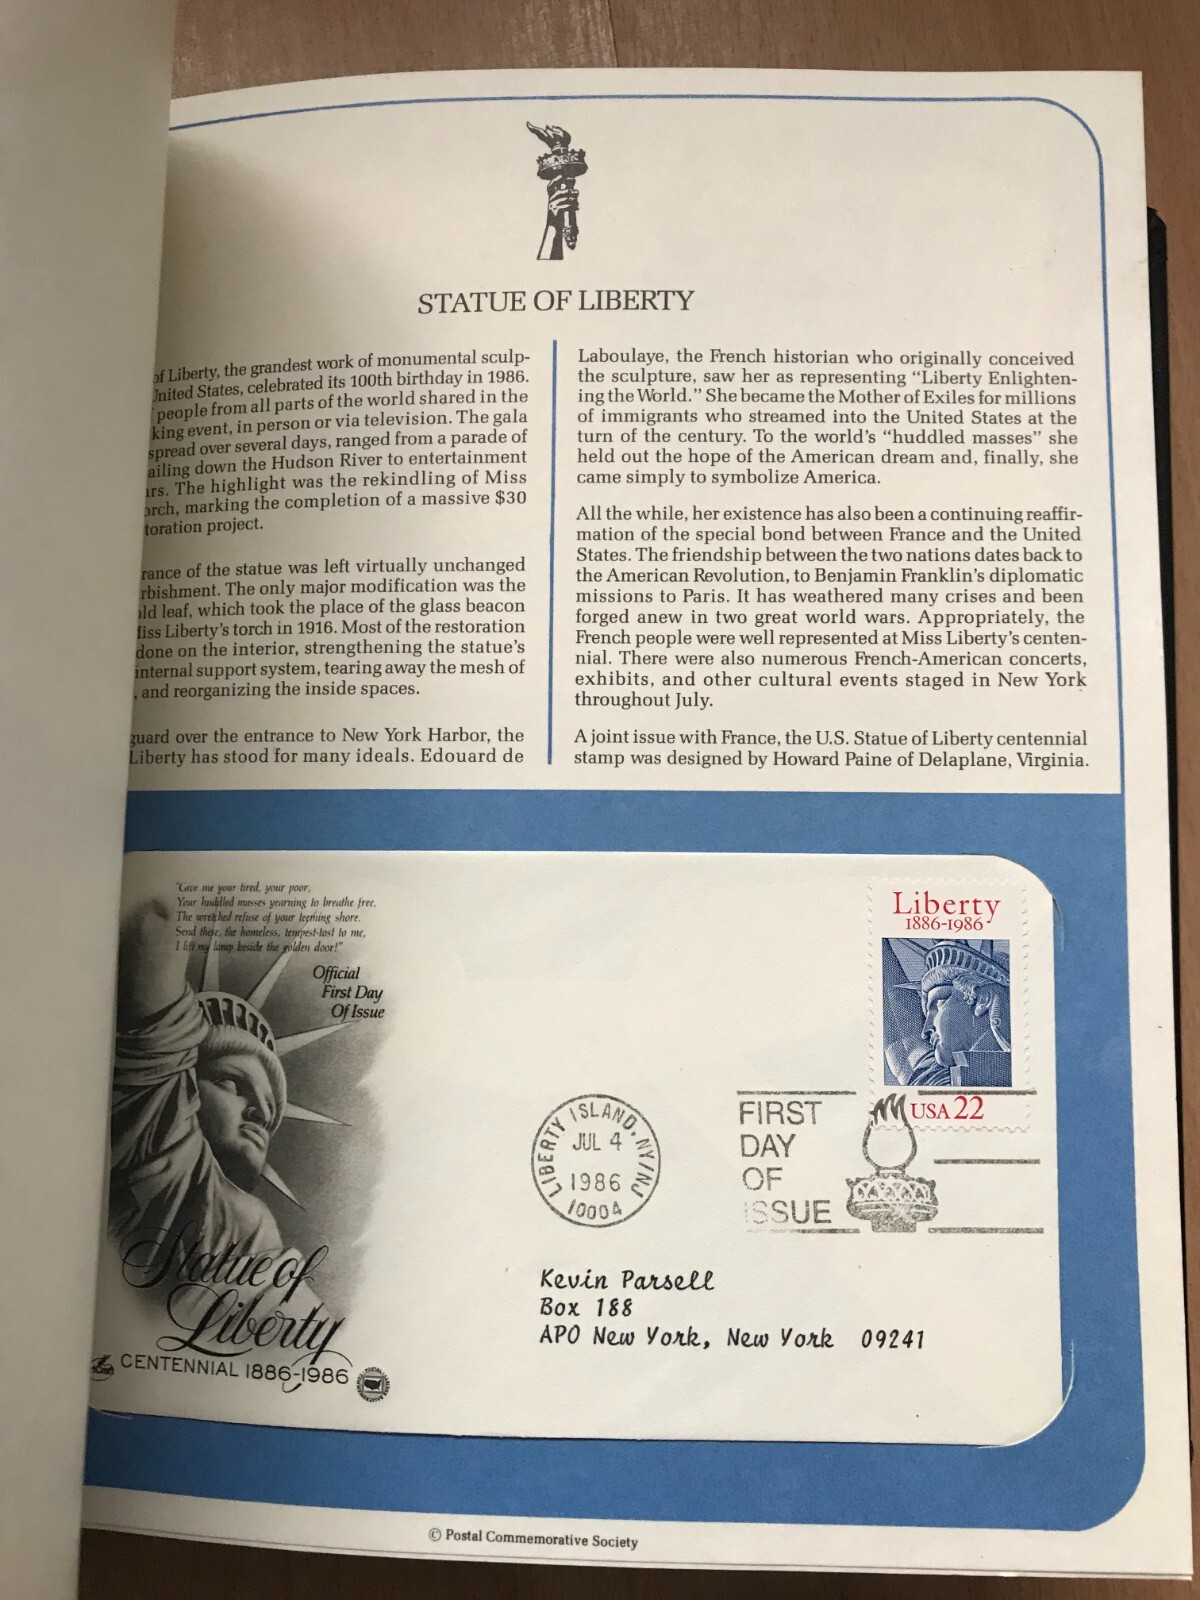 STATUE OF LIBERTY
of Liberty, the grandest work of monumental sculp-
United States, celebrated its 100th birthday in 1986.
people from all parts of the world shared in the
king event, in person or via television. The gala
spread over several days, ranged from a parade of
ailing down the Hudson River to entertainment
ars. The highlight was the rekindling of Miss
orch, marking the completion of a massive $30
toration project.
rance of the statue was left virtually unchanged
rbishment. The only major modification was the
old leaf, which took the place of the glass beacon
Miss Liberty's torch in 1916. Most of the restoration
done on the interior, strengthening the statue's
internal support system, tearing away the mesh of
, and reorganizing the inside spaces.
guard over the entrance to New York Harbor, the
Liberty has stood for many ideals. Edouard de
Laboulaye, the French historian who originally conceived
the sculpture, saw her as representing "Liberty Enlighten-
ing the World." She became the Mother of Exiles for millions
of immigrants who streamed into the United States at the
turn of the century. To the world's "huddled masses" she
held out the hope of the American dream and, finally, she
came simply to symbolize America.
All the while, her existence has also been a continuing reaffir-
mation of the special bond between France and the United
States. The friendship between the two nations dates back to
the American Revolution, to Benjamin Franklin's diplomatic
missions to Paris. It has weathered many crises and been
forged anew in two great world wars. Appropriately, the
French people were well represented at Miss Liberty's centen-
nial. There were also numerous French-American concerts,
exhibits, and other cultural events staged in New York
throughout July.
A joint issue with France, the U.S. Statue of Liberty centennial
stamp was designed by Howard Paine of Delaplane, Virginia.
"Give me your tired, your poor,
Your huddled masses yearning to breathe free,
The wretched refuse of your teeming shore.
Send these, the homeless, tempest-tost to me,
I lift my lamp beside the golden door!"
Official
First Day
Of Issue
Statue of
Liberty
CENTENNIAL 1886-1986
Liberty
1886-1986
USA 22
LIBERTY ISLAND, NY/NJ
JUL 4
1986
10004
FIRST
DAY
OF
ISSUE
Kevin Parsell
Box 188
APO New York, New York 09241
© Postal Commemorative Society